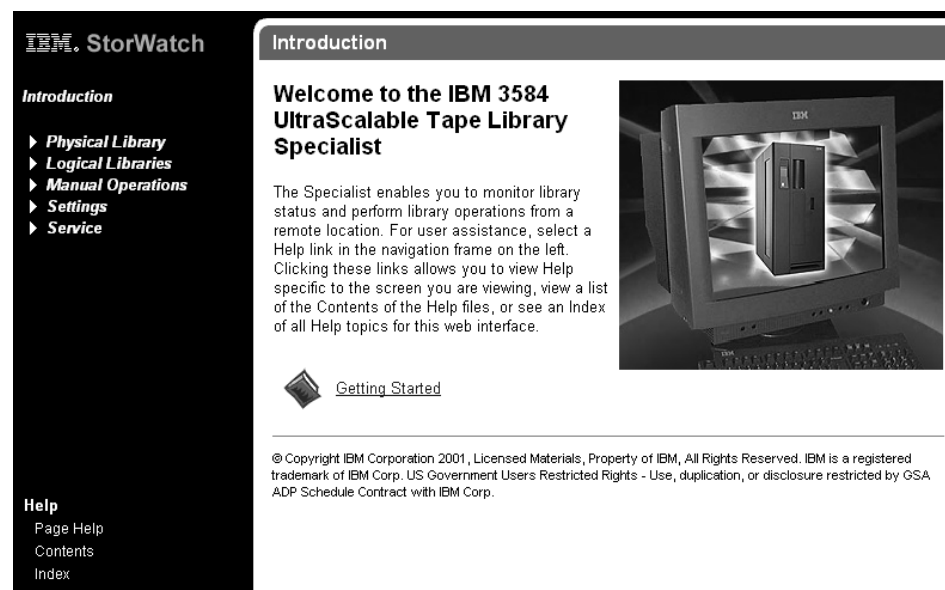 IBM. StorWatch
Introduction
Physical Library
Logical Libraries
Manual Operations
Settings
Service
Help
Page Help
Contents
Index
Introduction
Welcome to the IBM 3584
UltraScalable Tape Library
Specialist
The Specialist enables you to monitor library
status and perform library operations from a
remote location. For user assistance, select a
Help link in the navigation frame on the left.
Clicking these links allows you to view Help
specific to the screen you are viewing, view a list
of the Contents of the Help files, or see an Index
of all Help topics for this web interface.
IBM
IBM
Getting Started
© Copyright IBM Corporation 2001, Licensed Materials, Property of IBM, All Rights Reserved. IBM is a registered
trademark of IBM Corp. US Government Users Restricted Rights - Use, duplication, or disclosure restricted by GSA
ADP Schedule Contract with IBM Corp.